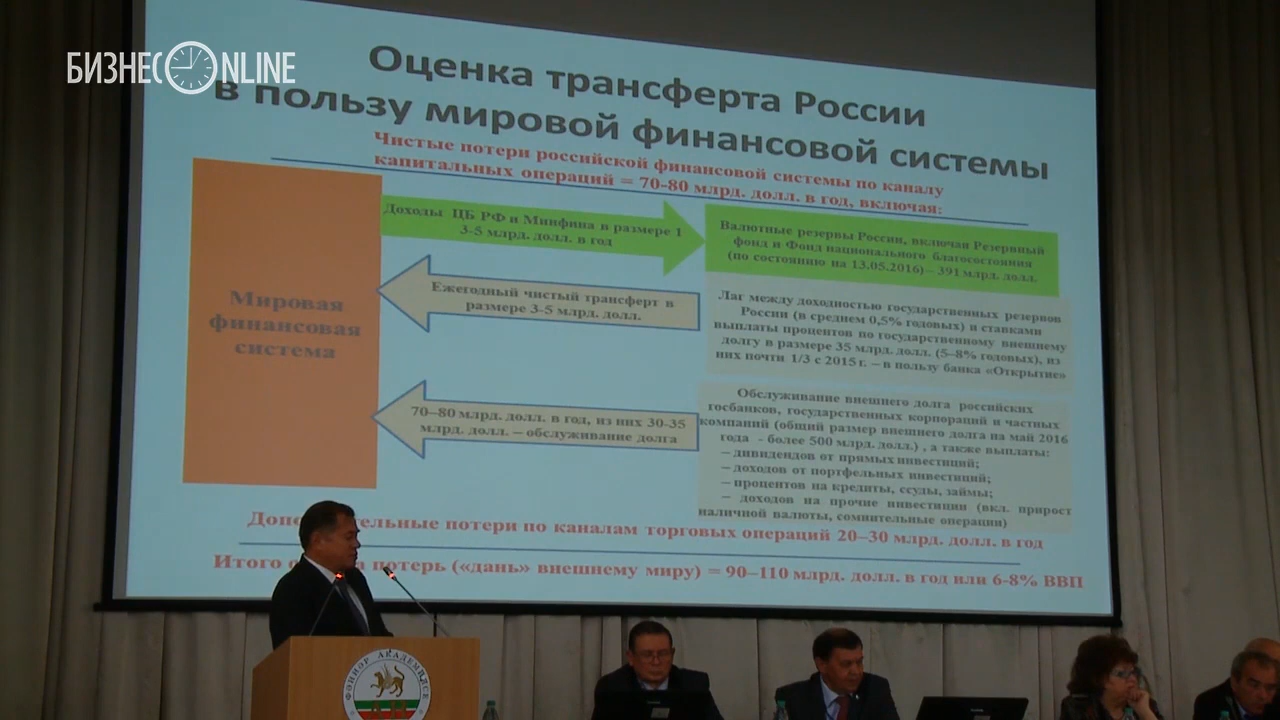 БИЗНЕС ONLINE
Оценка трансферта России
в пользу мировой финансовой системы
Чистые потери российской финансовой системы по каналу
капитальных операций = 70-80 млрд. долл. в год, включая:
Мировая
финансовая
система
Доходы ЦБ РФ и Минфина в размере 1
3-5 млрд. долл. в год
Валютные резервы России, включая Резервный
фонд и Фонд национального благосостояния
(по состоянию на 13.05.2016) – 391 млрд. долл.
Ежегодный чистый трансферт в
размере 3-5 млрд. долл.
Лаг между доходностью государственных резервов
России (в среднем 0,5% годовых) и ставками
выплаты процентов по государственному внешнему
долгу в размере 35 млрд. долл. (5–8% годовых), из
них почти 1/3 с 2015 г. – в пользу банка «Открытие»
70–80 млрд. долл. в год, из них 30-35
млрд. долл. – обслуживание долга
Обслуживание внешнего долга российских
госбанков, государственных корпораций и частных
компаний (общий размер внешнего долга на май 2016
года - более 500 млрд. долл.) , а также выплаты:
– дивидендов от прямых инвестиций;
– доходов от портфельных инвестиций;
– процентов на кредиты, ссуды, займы;
– доходов на прочие инвестиции (вкл. прирост
наличной валюты, сомнительные операции)
потери по каналам торговых операций 20–30 млрд. долл. в год
Итого потерь («дань» внешнему миру) = 90–110 млрд. долл. в год или 6-8% ВВП
ФӘННӘР АКАДЕМИЯСЕ